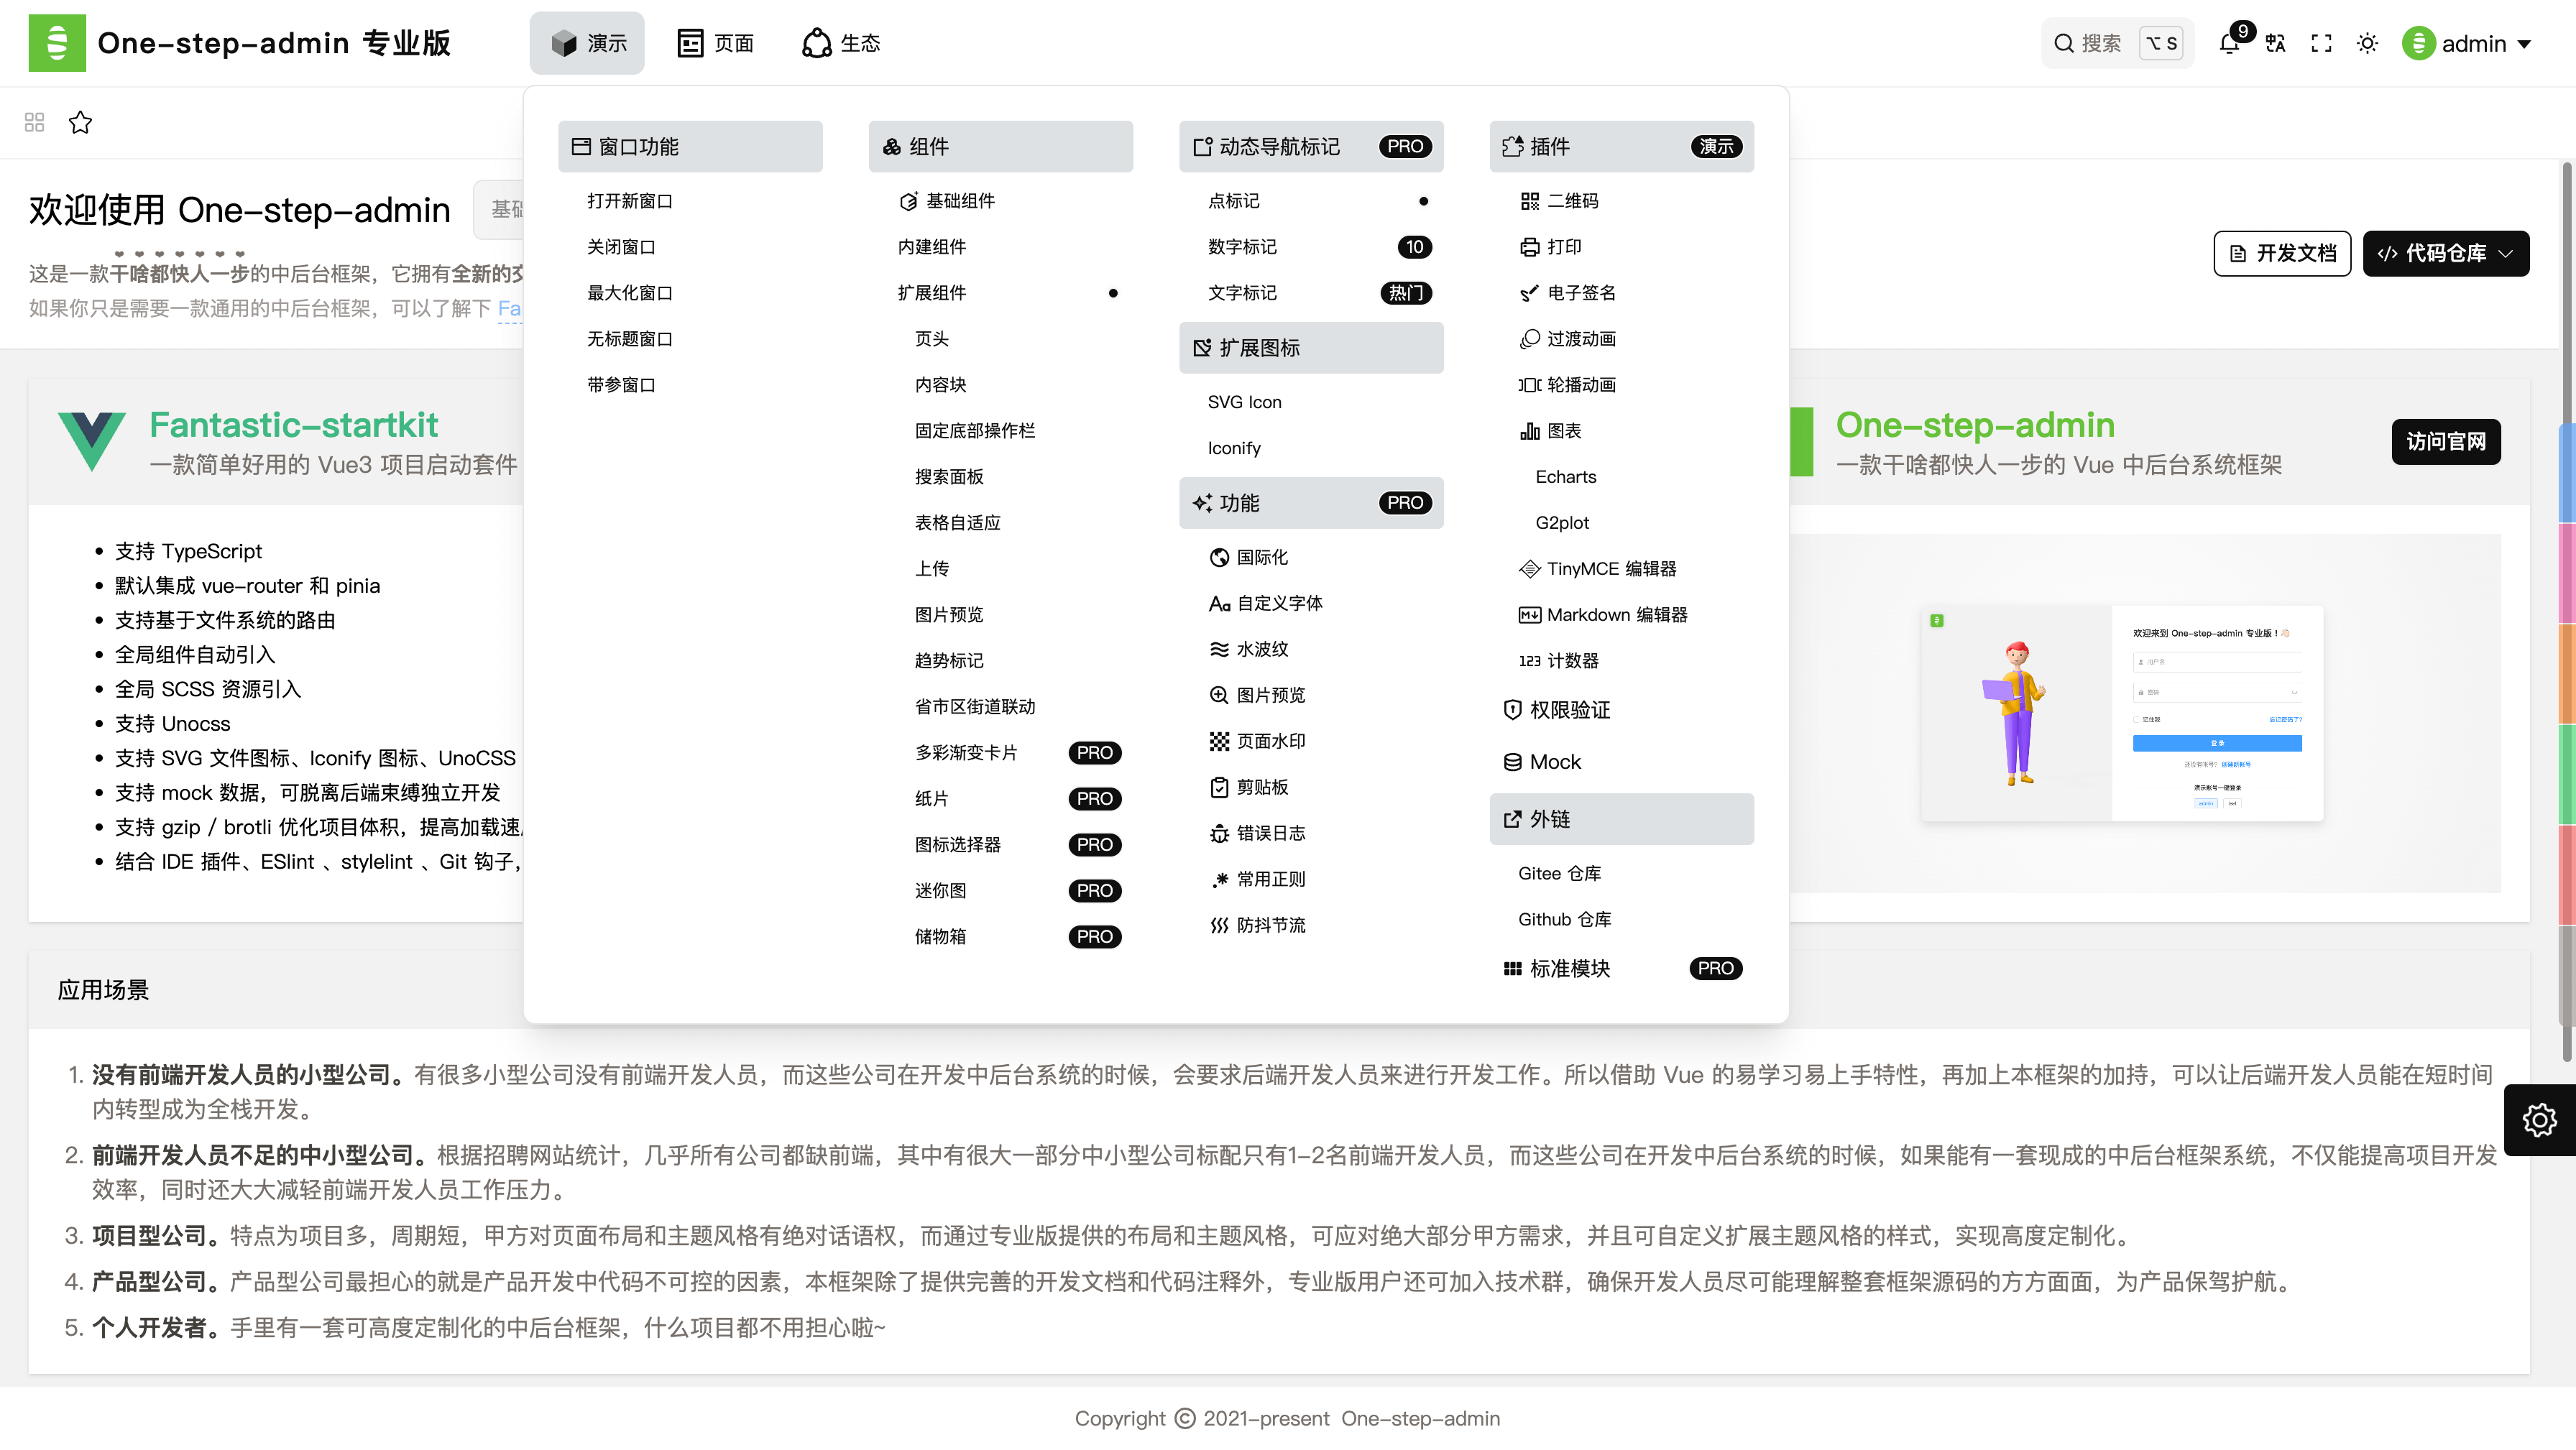 One-step-admin 专业版
演示
页面
生态
搜索
⌥ S
9
admin
窗口功能
打开新窗口
关闭窗口
最大化窗口
无标题窗口
带参窗口
组件
基础组件
内建组件
扩展组件
页头
内容块
固定底部操作栏
搜索面板
表格自适应
上传
图片预览
趋势标记
省市区街道联动
多彩渐变卡片 PRO
纸片 PRO
图标选择器 PRO
迷你图 PRO
储物箱 PRO
动态导航标记 PRO
点标记
数字标记 10
文字标记 热门
扩展图标
SVG Icon
Iconify
功能 PRO
国际化
自定义字体
水波纹
图片预览
页面水印
剪贴板
错误日志
常用正则
防抖节流
插件 演示
二维码
打印
电子签名
过渡动画
轮播动画
图表
Echarts
G2plot
TinyMCE 编辑器
Markdown 编辑器
123 计数器
权限验证
Mock
外链
Gitee 仓库
Github 仓库
标准模块 PRO
欢迎使用 One-step-admin
基础
这是一款干啥都快人一步的中后台框架，它拥有全新的
如果你只是需要一款通用的中后台框架，可以了解下 Fa
开发文档
代码仓库
Fantastic-startkit
一款简单好用的 Vue3 项目启动套件
支持 TypeScript
默认集成 vue-router 和 pinia
支持基于文件系统的路由
全局组件自动引入
全局 SCSS 资源引入
支持 Unocss
支持 SVG 文件图标、Iconify 图标、UnoCSS
支持 mock 数据，可脱离后端束缚独立开发
支持 gzip / brotli 优化项目体积，提高加载速
结合 IDE 插件、ESlint 、stylelint 、Git 钩子，
One-step-admin
一款干啥都快人一步的 Vue 中后台系统框架
访问官网
欢迎来到 One-step-admin 专业版！
用户名
密码
记住我
忘记密码了?
登录
还没有帐号? 创建新帐号
演示账号一键登录
admin
test
应用场景
1. 没有前端开发人员的小型公司。有很多小型公司没有前端开发人员，而这些公司在开发中后台系统的时候，会要求后端开发人员来进行开发工作。所以借助 Vue 的易学习易上手特性，再加上本框架的加持，可以让后端开发人员能在短时间
内转型成为全栈开发。
2. 前端开发人员不足的中小型公司。根据招聘网站统计，几乎所有公司都缺前端，其中有很大一部分中小型公司标配只有1-2名前端开发人员，而这些公司在开发中后台系统的时候，如果能有一套现成的中后台框架系统，不仅能提高项目开发
效率，同时还大大减轻前端开发人员工作压力。
3. 项目型公司。特点为项目多，周期短，甲方对页面布局和主题风格有绝对话语权，而通过专业版提供的布局和主题风格，可应对绝大部分甲方需求，并且可自定义扩展主题风格的样式，实现高度定制化。
4. 产品型公司。产品型公司最担心的就是产品开发中代码不可控的因素，本框架除了提供完善的开发文档和代码注释外，专业版用户还可加入技术群，确保开发人员尽可能理解整套框架源码的方方面面，为产品保驾护航。
5. 个人开发者。手里有一套可高度定制化的中后台框架，什么项目都不用担心啦~
Copyright © 2021-present One-step-admin